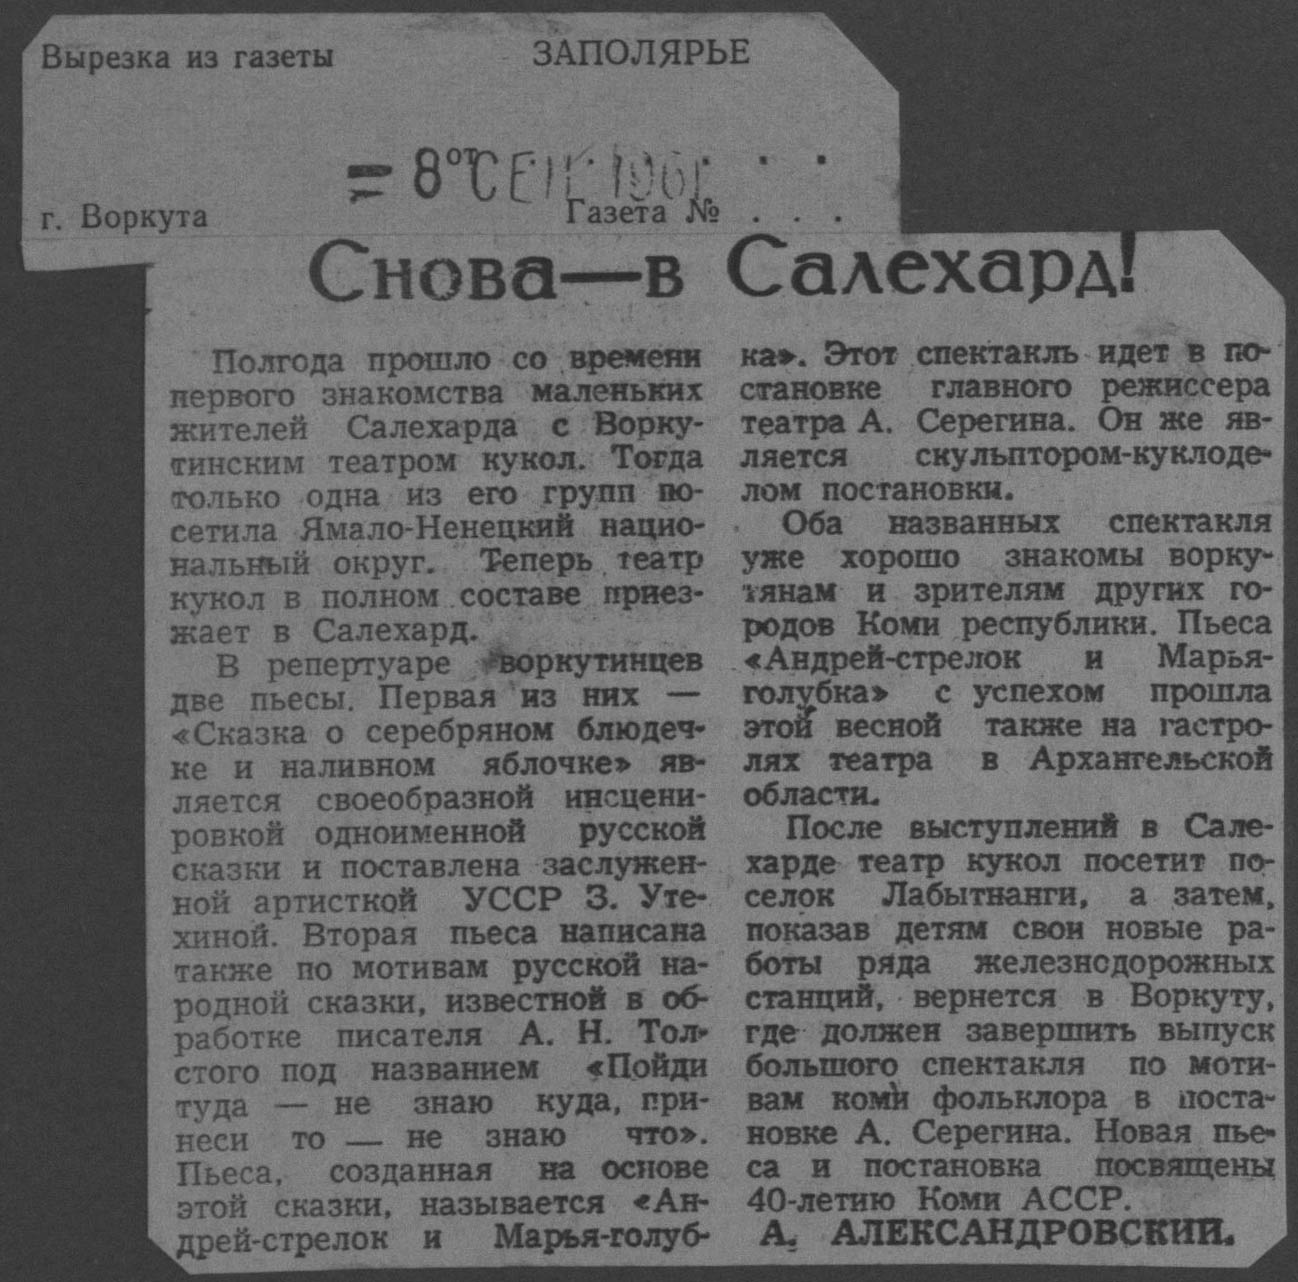 Вырезка из газеты ЗАПОЛЯРЬЕ
= 8 от СЕН 1961 . . .
г. Воркута Газета № . . .
Снова—в Салехард!
Полгода прошло со времени
первого знакомства маленьких
жителей Салехарда с Ворку-
тинским театром кукол. Тогда
только одна из его групп по-
сетила Ямало-Ненецкий нацио-
нальный округ. Теперь театр
кукол в полном составе приез-
жает в Салехард.
В репертуаре воркутинцев
две пьесы. Первая из них —
«Сказка о серебряном блюдеч-
ке и наливном яблочке» яв-
ляется своеобразной инсцени-
ровкой одноименной русской
сказки и поставлена заслужен-
ной артисткой УССР З. Уте-
хиной. Вторая пьеса написана
также по мотивам русской на-
родной сказки, известной в об-
работке писателя А. Н. Тол-
стого под названием «Пойди
туда — не знаю куда, при-
неси то — не знаю что».
Пьеса, созданная на основе
этой сказки, называется «Ан-
дрей-стрелок и Марья-голуб-
ка». Этот спектакль идет в по-
становке главного режиссера
театра А. Серегина. Он же яв-
ляется скульптором-куклоде-
лом постановки.
Оба названных спектакля
уже хорошо знакомы ворку-
тянам и зрителям других го-
родов Коми республики. Пьеса
«Андрей-стрелок и Марья-
голубка» с успехом прошла
этой весной также на гастро-
лях театра в Архангельской
области.
После выступлений в Сале-
харде театр кукол посетит по-
селок Лабытнанги, а затем,
показав детям свои новые ра-
боты ряда железнодорожных
станций, вернется в Воркуту,
где должен завершить выпуск
большого спектакля по моти-
вам коми фольклора в поста-
новке А. Серегина. Новая пье-
са и постановка посвящены
40-летию Коми АССР.
А. АЛЕКСАНДРОВСКИЙ.